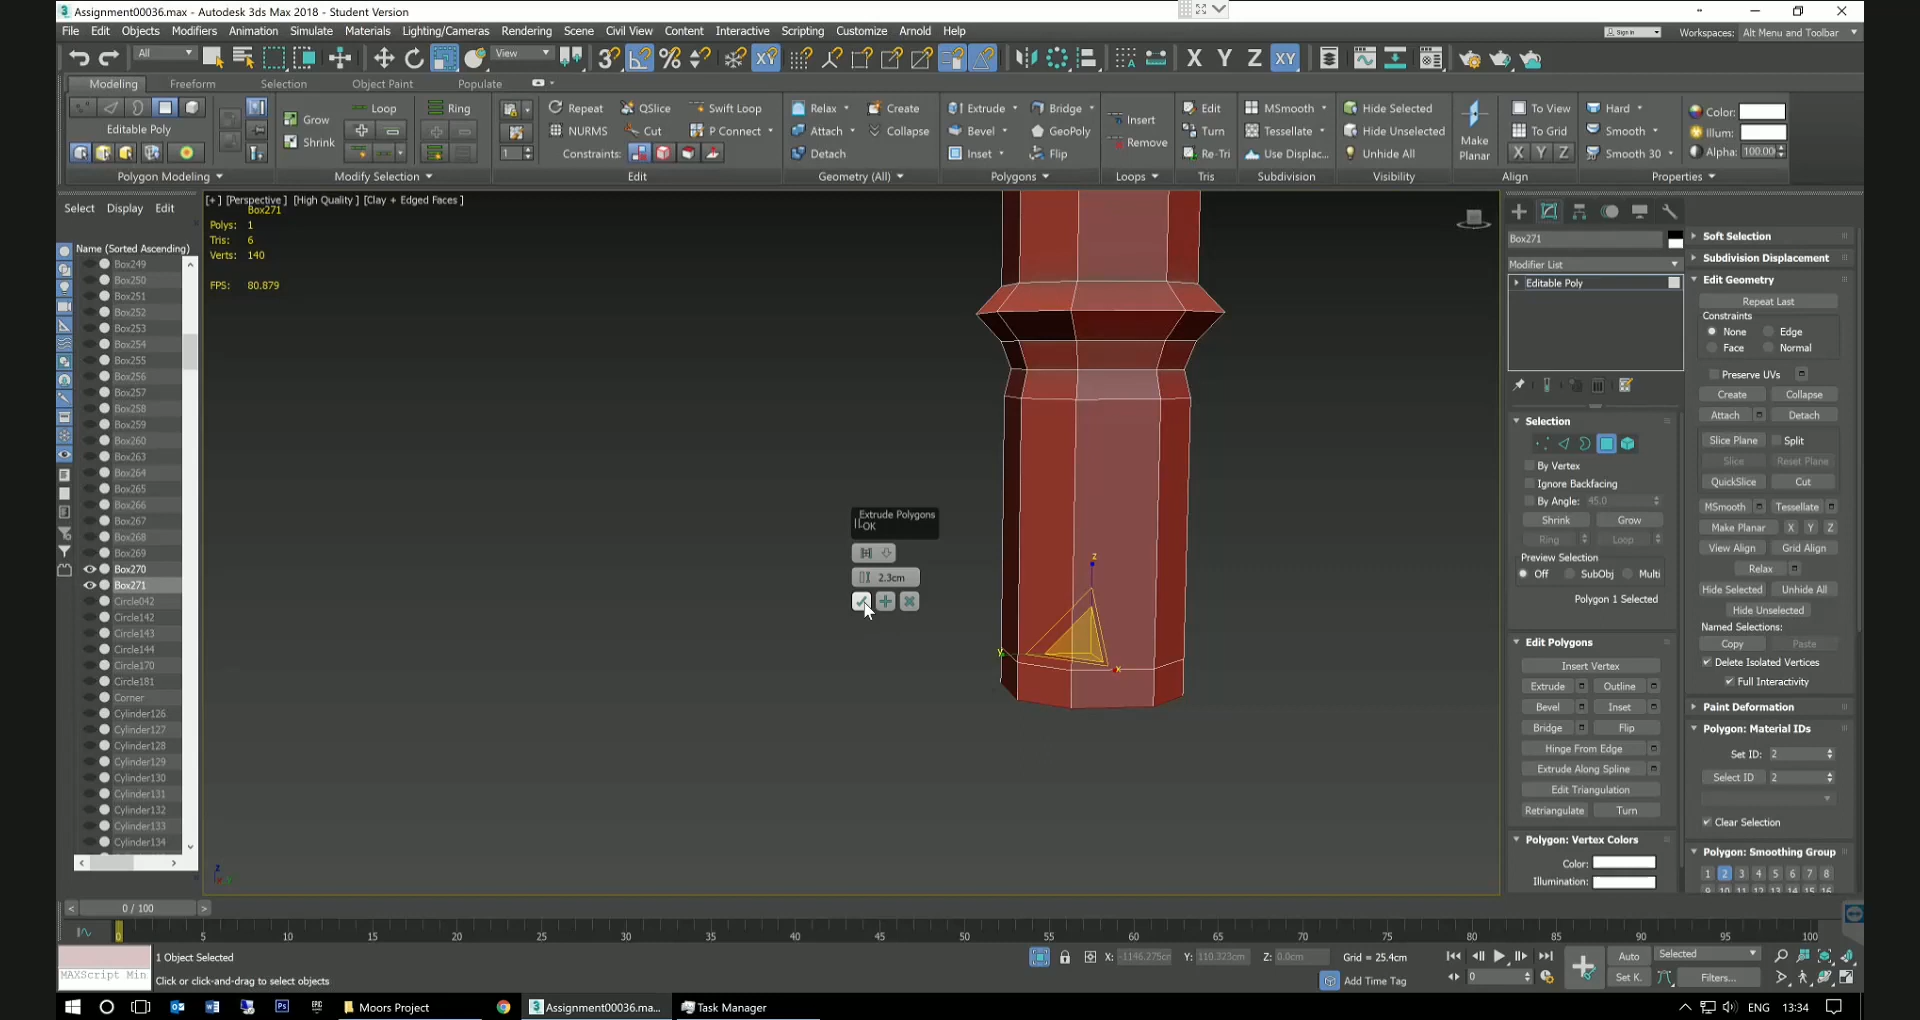 Assignment00036.max - Autodesk 3ds Max 2018 - Student Version
File Edit Objects Modifiers Animation Simulate Materials Lighting/Cameras Rendering Scene Civil View Content Interactive Scripting Customize Arnold Help
Sign In Workspaces: Alt Menu and Toolbar
All View X Y Z XY
Modeling Freeform Selection Object Paint Populate
Loop Ring Repeat QSlice Swift Loop Relax Create Extrude Bridge Edit MSmooth Hide Selected To View Hard Color:
Grow Insert
Editable Poly NURMS Cut P Connect Attach Collapse Bevel GeoPoly Turn Tessellate Hide Unselected To Grid Smooth Illum:
Shrink Remove Make Planar
1 Constraints: Detach Inset Flip Re-Tri Use Displac... Unhide All X Y Z Smooth 30 Alpha: 100.00
Polygon Modeling Modify Selection Edit Geometry (All) Polygons Loops Tris Subdivision Visibility Align Properties
Select Display Edit
[+] [Perspective] [High Quality] [Clay + Edged Faces]
Box271
Polys: 1
Tris: 6
Verts: 140
FPS: 80.879
Name (Sorted Ascending)
Box249
Box250
Box251
Box252
Box253
Box254
Box255
Box256
Box257
Box258
Box259
Box260
Box263
Box264
Box265
Box266
Box267
Box268
Box269
Box270
Box271
Circle042
Circle142
Circle143
Circle144
Circle170
Circle181
Corner
Cylinder126
Cylinder127
Cylinder128
Cylinder129
Cylinder130
Cylinder131
Cylinder132
Cylinder133
Cylinder134
Extrude Polygons
OK
2.3cm
z
y
x
z
Box271
Modifier List
Editable Poly
Selection
By Vertex
Ignore Backfacing
By Angle: 45.0
Shrink Grow
Ring Loop
Preview Selection
Off SubObj Multi
Polygon 1 Selected
Edit Polygons
Insert Vertex
Extrude Outline
Bevel Inset
Bridge Flip
Hinge From Edge
Extrude Along Spline
Edit Triangulation
Retriangulate Turn
Polygon: Vertex Colors
Color:
Illumination:
Soft Selection
Subdivision Displacement
Edit Geometry
Repeat Last
Constraints
None Edge
Face Normal
Preserve UVs
Create Collapse
Attach Detach
Slice Plane Split
Slice Reset Plane
QuickSlice Cut
MSmooth Tessellate
Make Planar X Y Z
View Align Grid Align
Relax
Hide Selected Unhide All
Hide Unselected
Named Selections:
Copy Paste
Delete Isolated Vertices
Full Interactivity
Paint Deformation
Polygon: Material IDs
Set ID: 2
Select ID 2
Clear Selection
Polygon: Smoothing Group
1 2 3 4 5 6 7 8
9 10 11 12 13 14 15 16
< 0 / 100 >
0 5 10 15 20 25 30 35 40 45 50 55 60 65 70 75 80 85 90 95 100
1 Object Selected X: -1146.275cm Y: 110.323cm Z: 0.0cm Grid = 25.4cm Auto Selected
MAXScript Min Click or click-and-drag to select objects Add Time Tag 0 Set K. Filters...
Moors Project Assignment00036.ma... Task Manager ENG 13:34